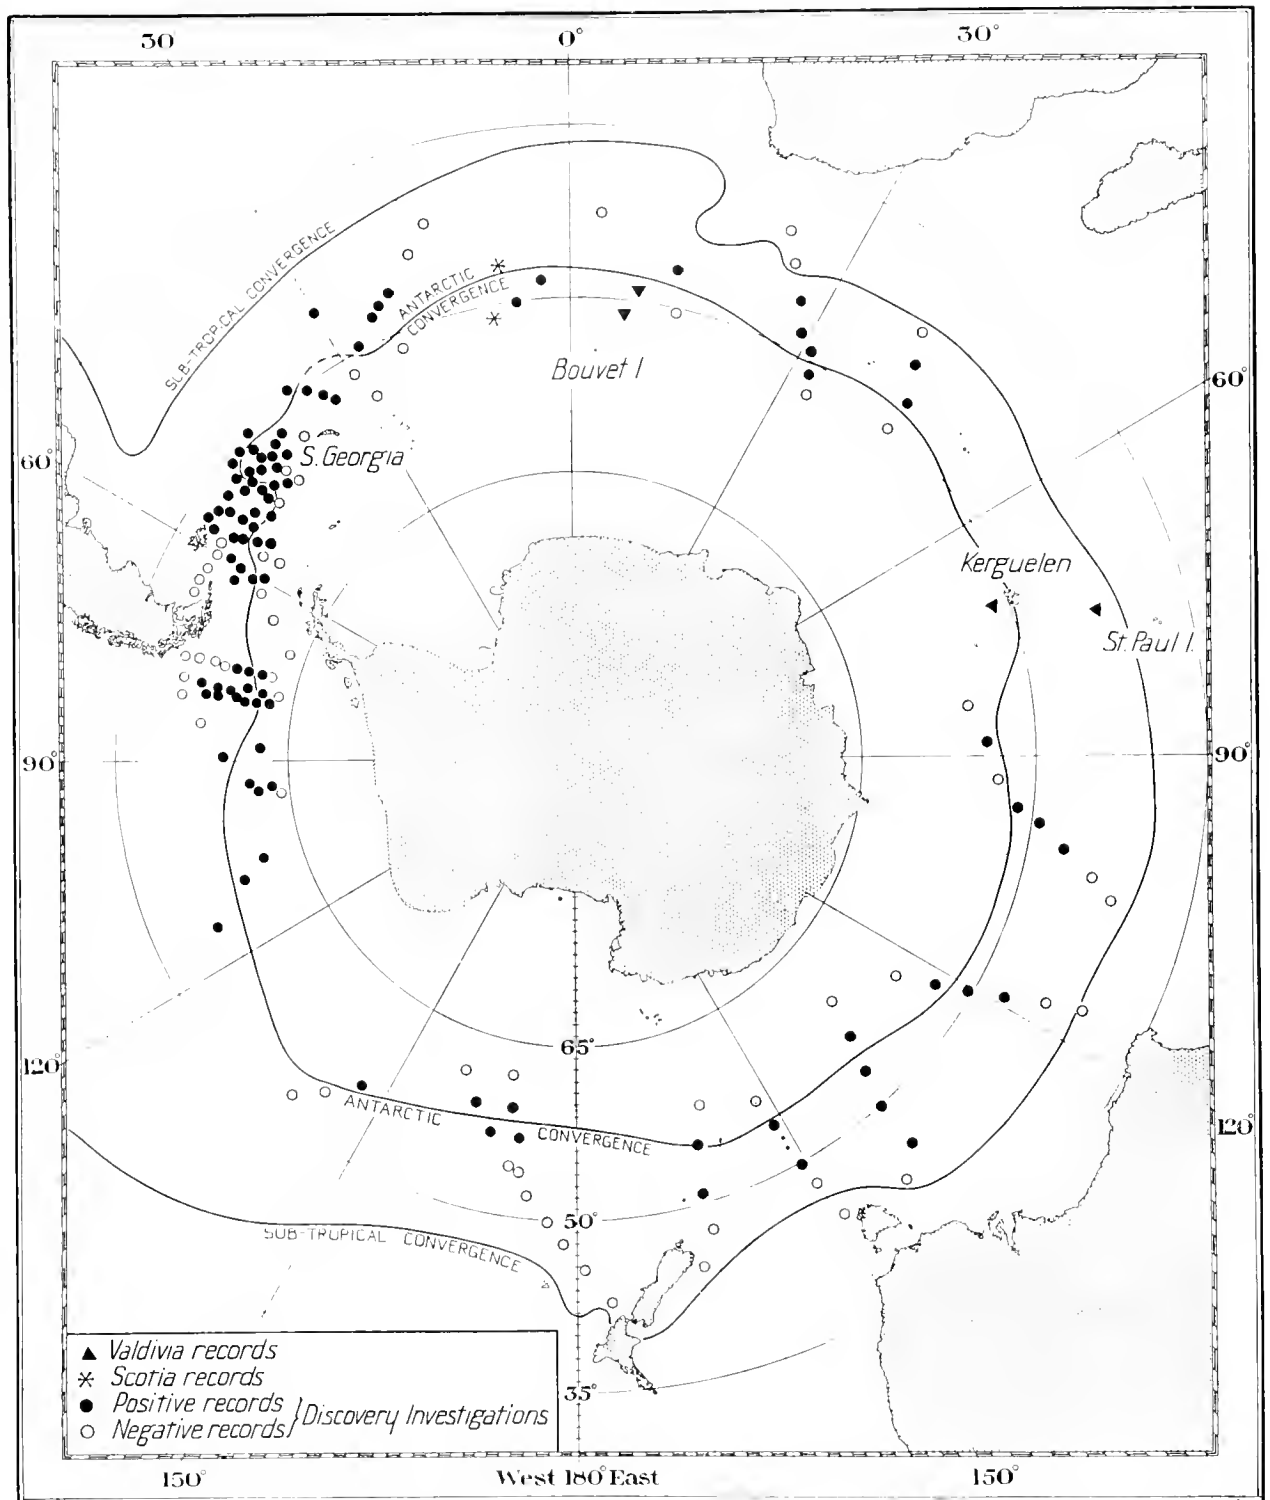 30 0° 30°
SUB-TROPICAL CONVERGENCE
ANTARCTIC
CONVERGENCE
Bouvet I
60°
60°
S. Georgia
Kerguelen
St. Paul I.
90°
90°
65°
120°
120°
ANTARCTIC CONVERGENCE
50°
SUB-TROPICAL CONVERGENCE
35°
▲ Valdivia records
✳ Scotia records
● Positive records
○ Negative records } Discovery Investigations
150° West 180° East 150°